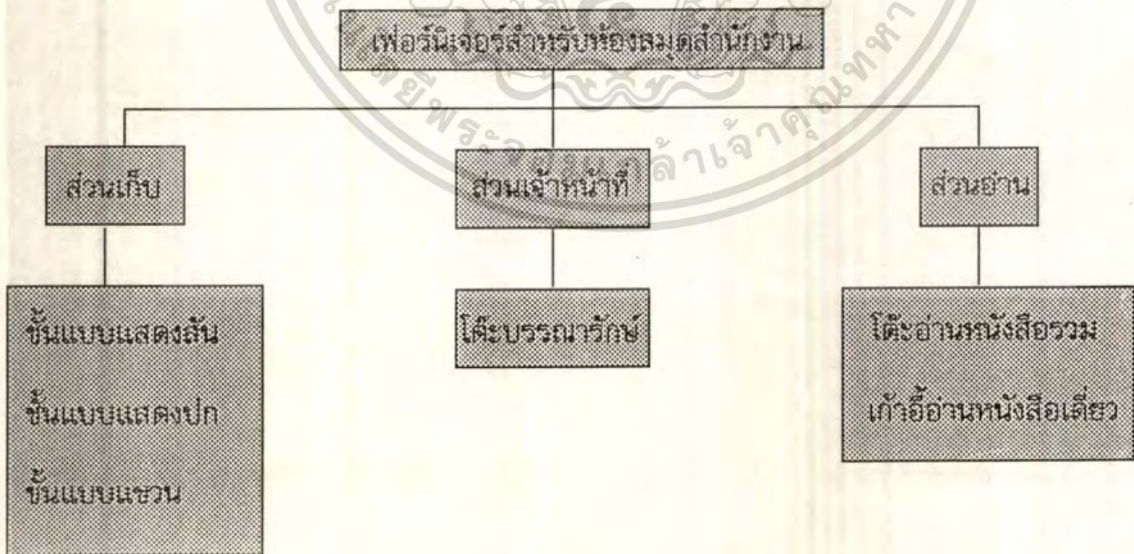 เฟอร์นิเจอร์สำหรับห้องสมุดสำนักงาน
ส่วนเก็บ
ส่วนเจ้าหน้าที่
ส่วนอ่าน
ชั้นแบบแสดงสัน
ชั้นแบบแสดงปก
ชั้นแบบแขวน
โต๊ะบรรณารักษ์
โต๊ะอ่านหนังสือรวม
เก้าอี้อ่านหนังสือเดี่ยว